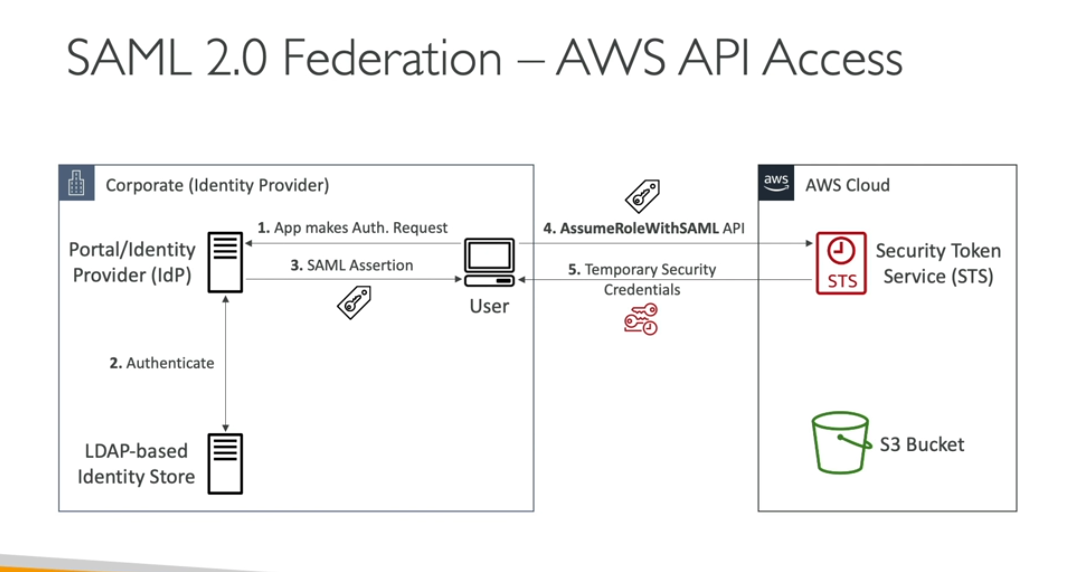 SAML 2.0 Federation – AWS API Access
Corporate (Identity Provider)
aws
AWS Cloud
1. App makes Auth. Request
4. AssumeRoleWithSAML API
Portal/Identity
Provider (IdP)
3. SAML Assertion
5. Temporary Security
Credentials
STS
Security Token
Service (STS)
User
2. Authenticate
LDAP-based
Identity Store
S3 Bucket